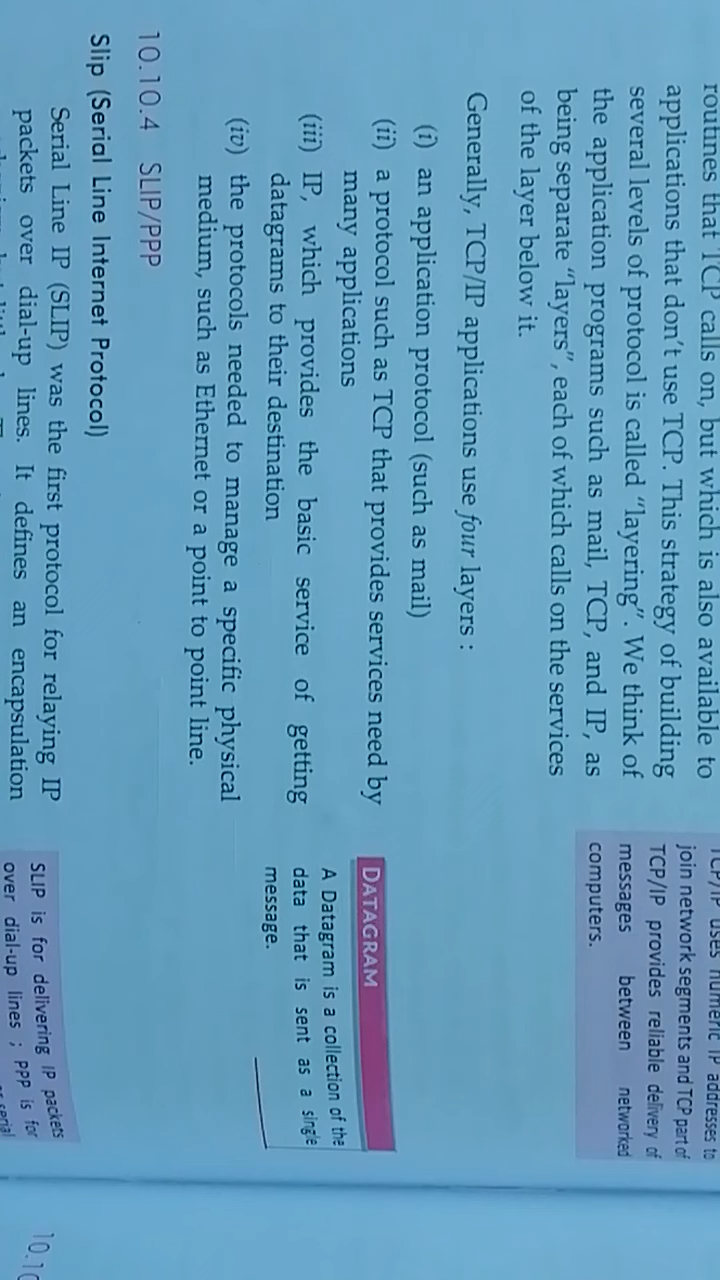 routines that TCP calls on, but which is also available to
applications that don't use TCP. This strategy of building
several levels of protocol is called "layering". We think of
the application programs such as mail, TCP, and IP, as
being separate "layers", each of which calls on the services
of the layer below it.
Generally, TCP/IP applications use four layers :
(i) an application protocol (such as mail)
(ii) a protocol such as TCP that provides services need by
many applications
(iii) IP, which provides the basic service of getting
datagrams to their destination
(iv) the protocols needed to manage a specific physical
medium, such as Ethernet or a point to point line.
10.10.4 SLIP/PPP
Slip (Serial Line Internet Protocol)
Serial Line IP (SLIP) was the first protocol for relaying IP
packets over dial-up lines. It defines an encapsulation
TCP/IP uses numeric IP addresses to
join network segments and TCP part of
TCP/IP provides reliable delivery of
messages between networked
computers.
DATAGRAM
A Datagram is a collection of the
data that is sent as a single
message.
SLIP is for delivering IP packets
over dial-up lines ; PPP is for
serial
10.10